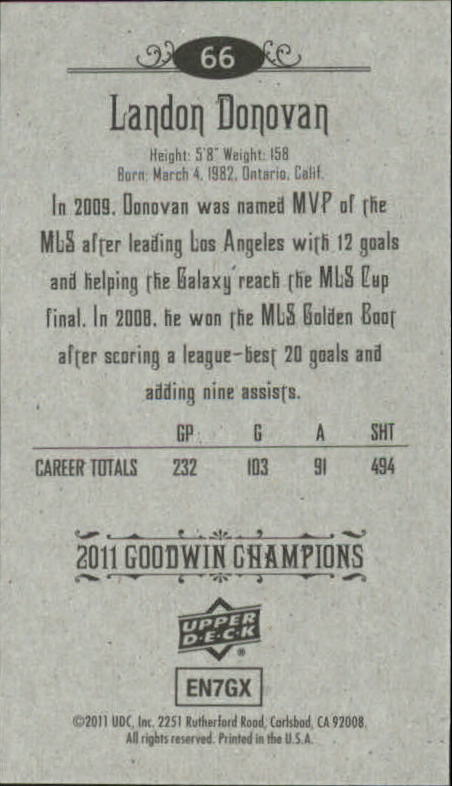 66
Landon Donovan
Height: 5'8" Weight: 158
Born: March 4, 1982, Ontario, Calif.
In 2009, Donovan was named MVP of the
MLS after leading Los Angeles with 12 goals
and helping the Galaxy reach the MLS Cup
final. In 2008, he won the MLS Golden Boot
after scoring a league-best 20 goals and
adding nine assists.
GP G A SHT
CAREER TOTALS 232 103 91 494
2011 GOODWIN CHAMPIONS
UPPER
D·E·C·K
®
EN7GX
©2011 UDC, Inc. 2251 Rutherford Road, Carlsbad, CA 92008.
All rights reserved. Printed in the U.S.A.